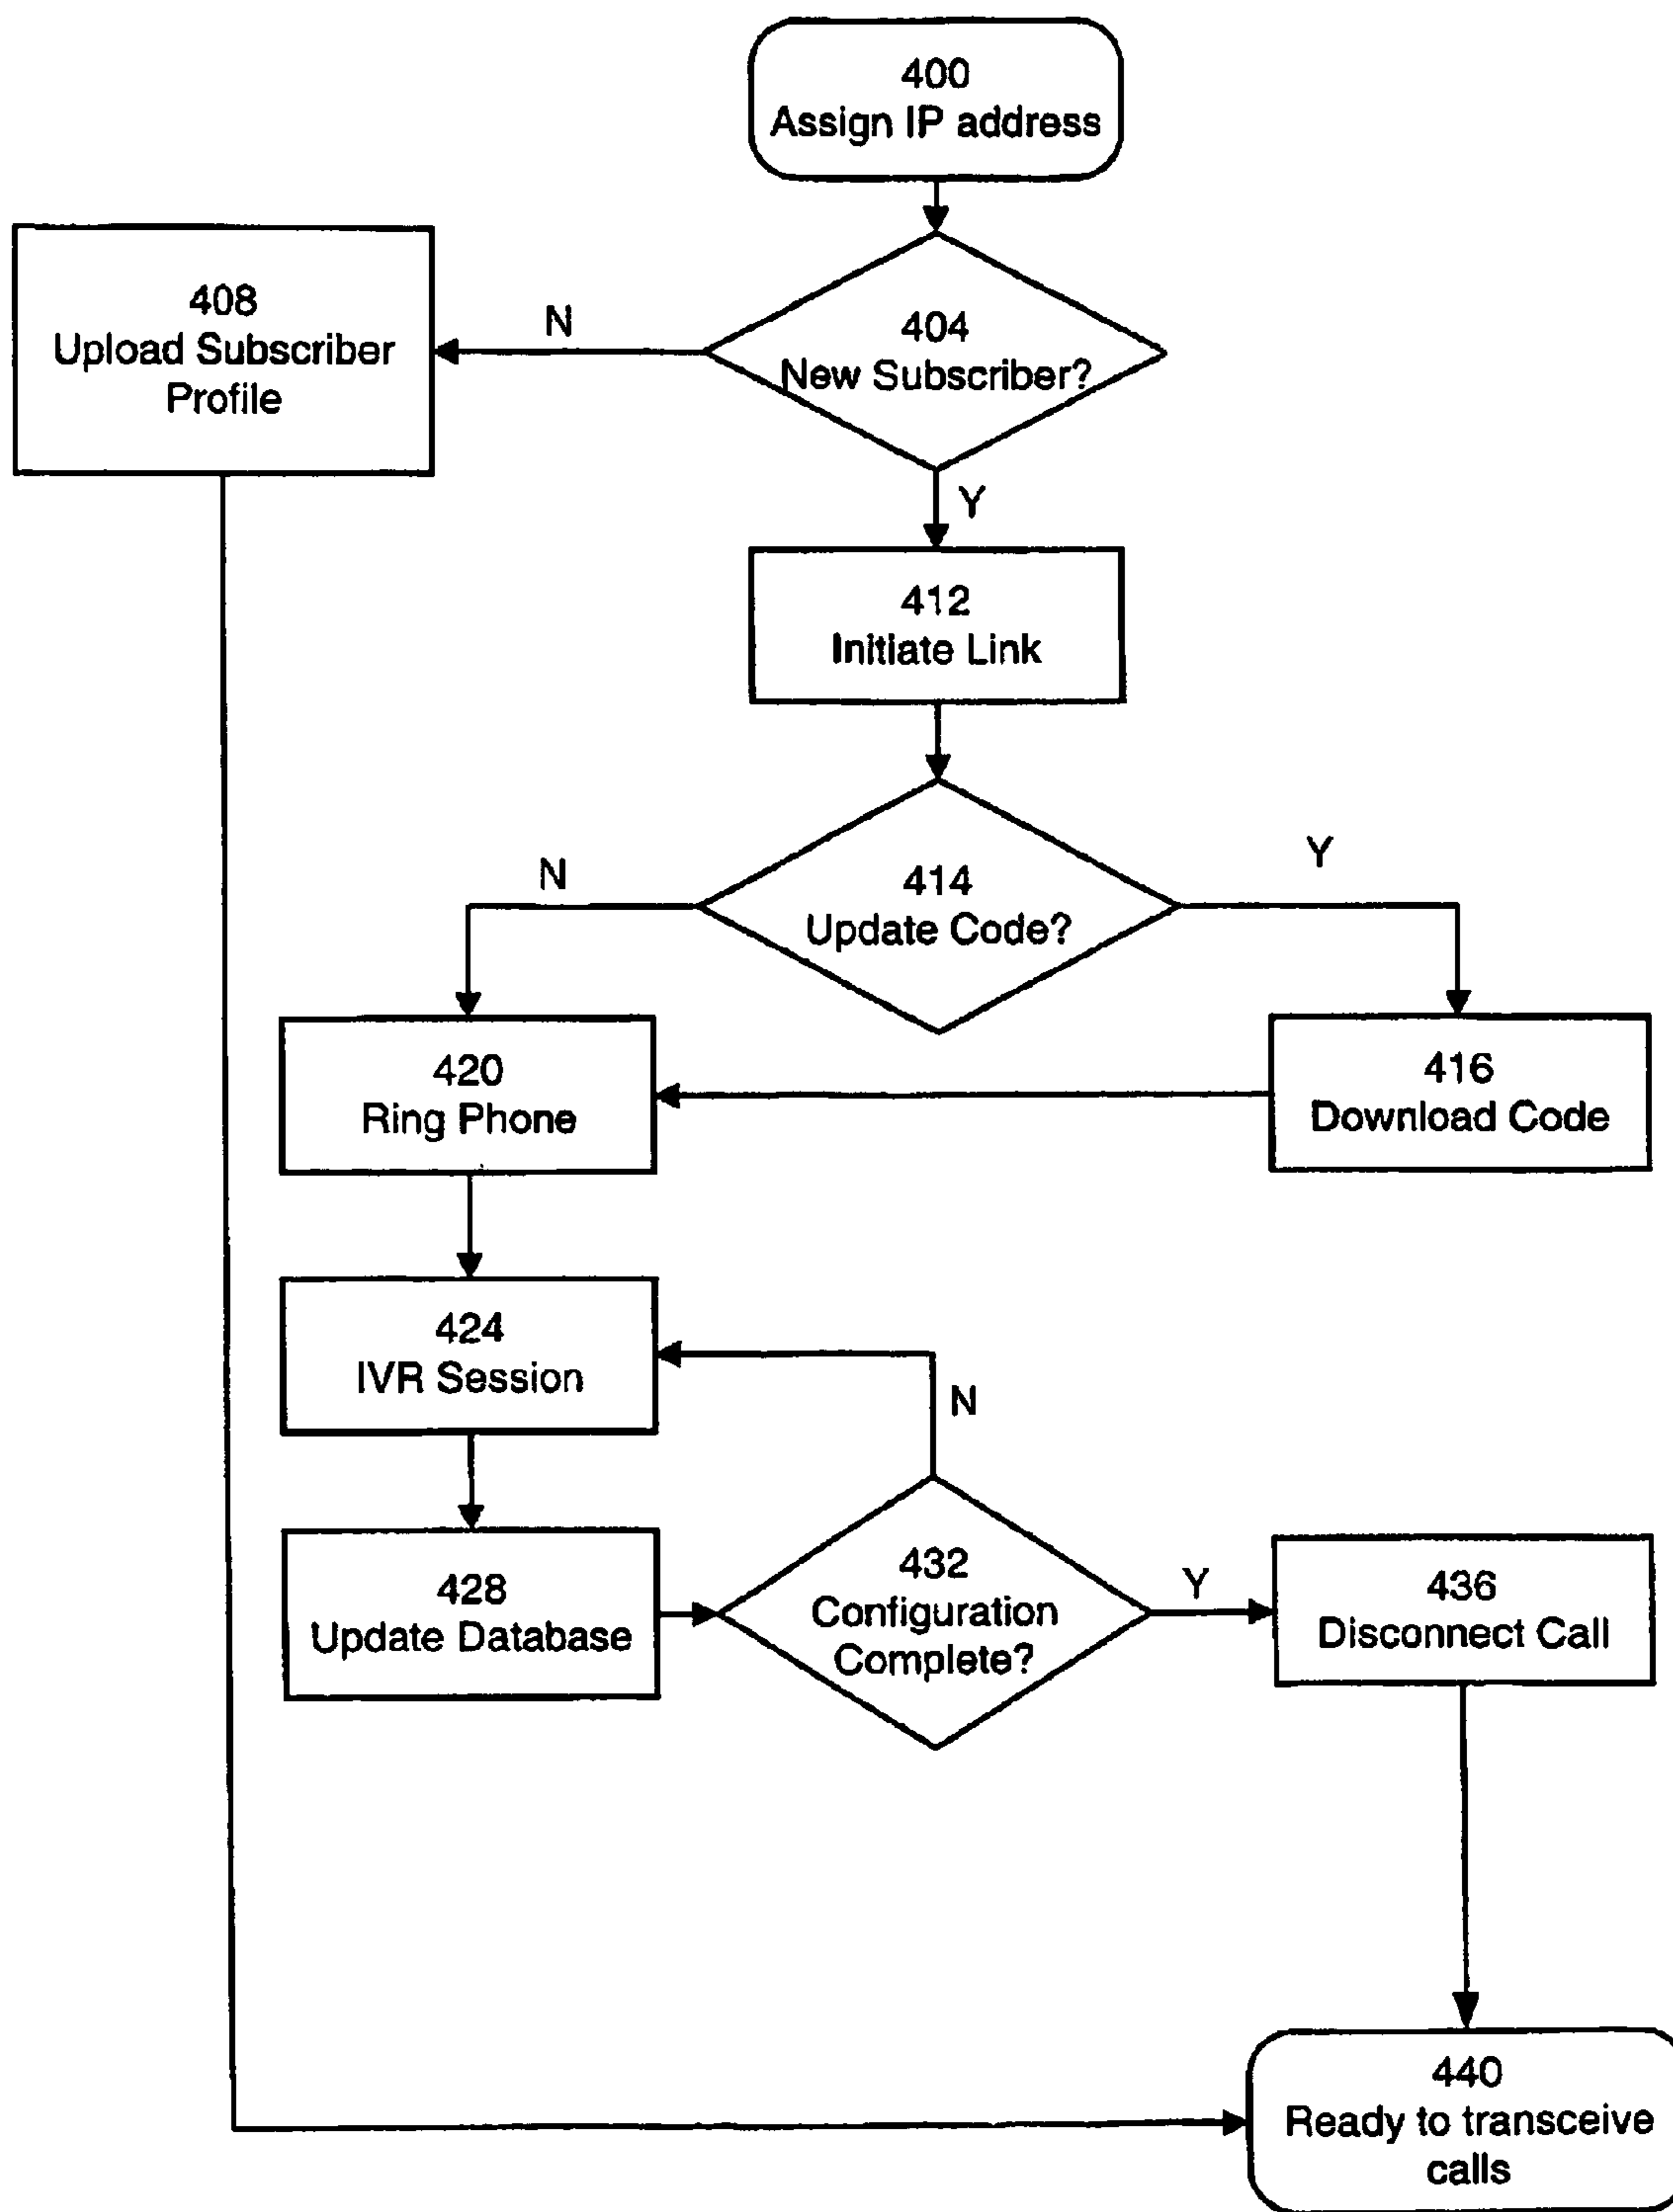 400
Assign IP address
408
Upload Subscriber
Profile
N
404
New Subscriber?
Y
412
Initiate Link
N
414
Update Code?
Y
420
Ring Phone
416
Download Code
424
IVR Session
N
428
Update Database
432
Configuration
Complete?
Y
436
Disconnect Call
440
Ready to transceive
calls